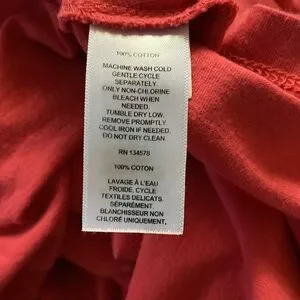 100% COTTON
MACHINE WASH COLD
GENTLE CYCLE
SEPARATELY.
ONLY NON-CHLORINE
BLEACH WHEN
NEEDED.
TUMBLE DRY LOW.
REMOVE PROMPTLY
COOL IRON IF NEEDED.
DO NOT DRY CLEAN
RN 134578
100% COTON
LAVAGE À L'EAU
FROIDE, CYCLE
TEXTILES DELICATS.
SÉPARÉMENT.
BLANCHISSEUR NON
CHLORÉ UNIQUEMENT,